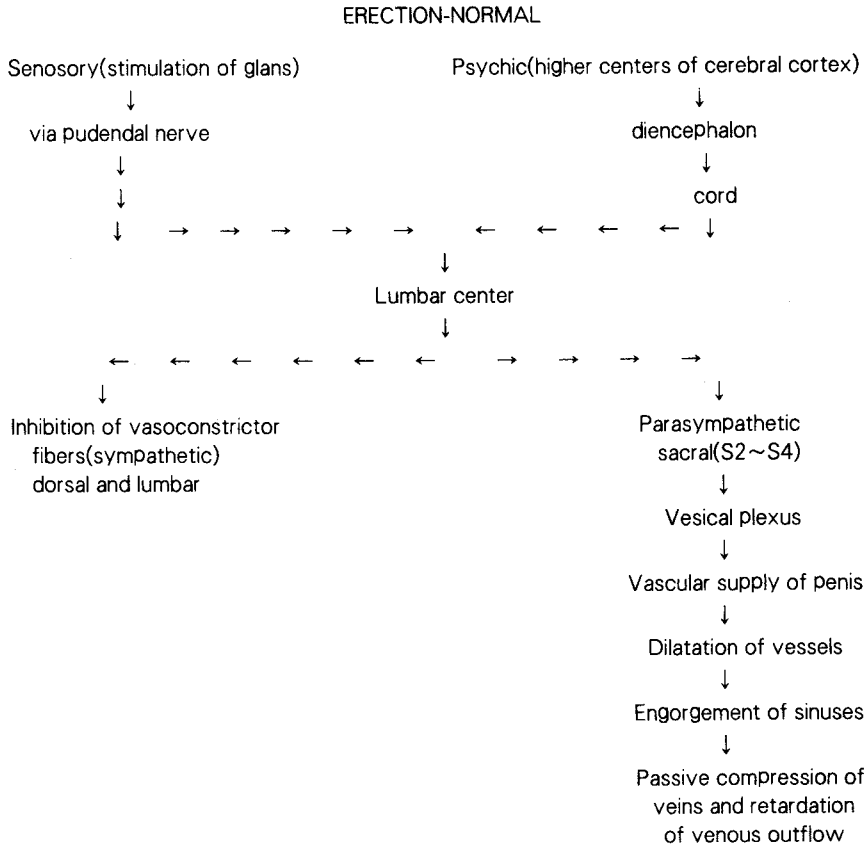 ERECTION-NORMAL
Senosory(stimulation of glans)
Psychic(higher centers of cerebral cortex)
↓ ↓
via pudendal nerve
diencephalon
↓ ↓
↓
cord
↓ → → → → → ← ← ← ← ↓
↓
Lumbar center
↓
← ← ← ← ← ← → → → →
↓ ↓
Inhibition of vasoconstrictor
fibers(sympathetic)
dorsal and lumbar
Parasympathetic
sacral(S2~S4)
↓
Vesical plexus
↓
Vascular supply of penis
↓
Dilatation of vessels
↓
Engorgement of sinuses
↓
Passive compression of
veins and retardation
of venous outflow